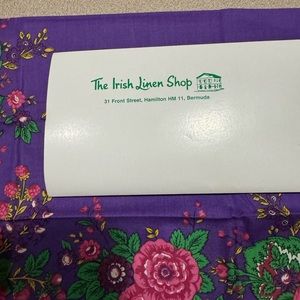 The Irish Linen Shop
31 Front Street, Hamilton HM 11, Bermuda